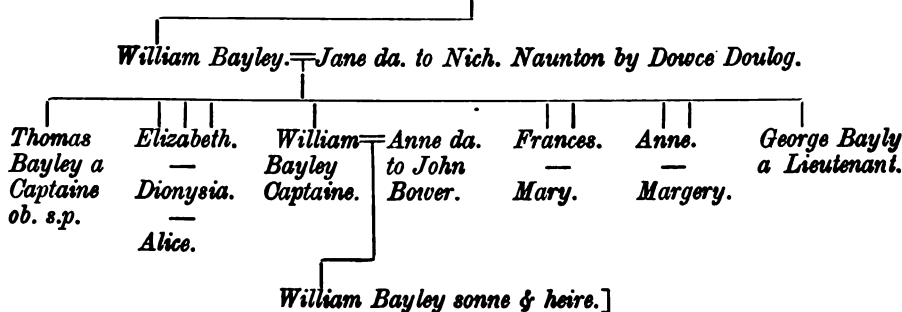 William Bayley.=Jane da. to Nich. Naunton by Dowce Doulog.
Thomas Bayley a Captaine ob. s.p.
Elizabeth.
—
Dionysia.
—
Alice.
William Bayley Captaine.
=
Anne da. to John Bower.
Frances.
—
Mary.
Anne.
—
Margery.
George Bayly a Lieutenant.
William Bayley sonne & heire.]